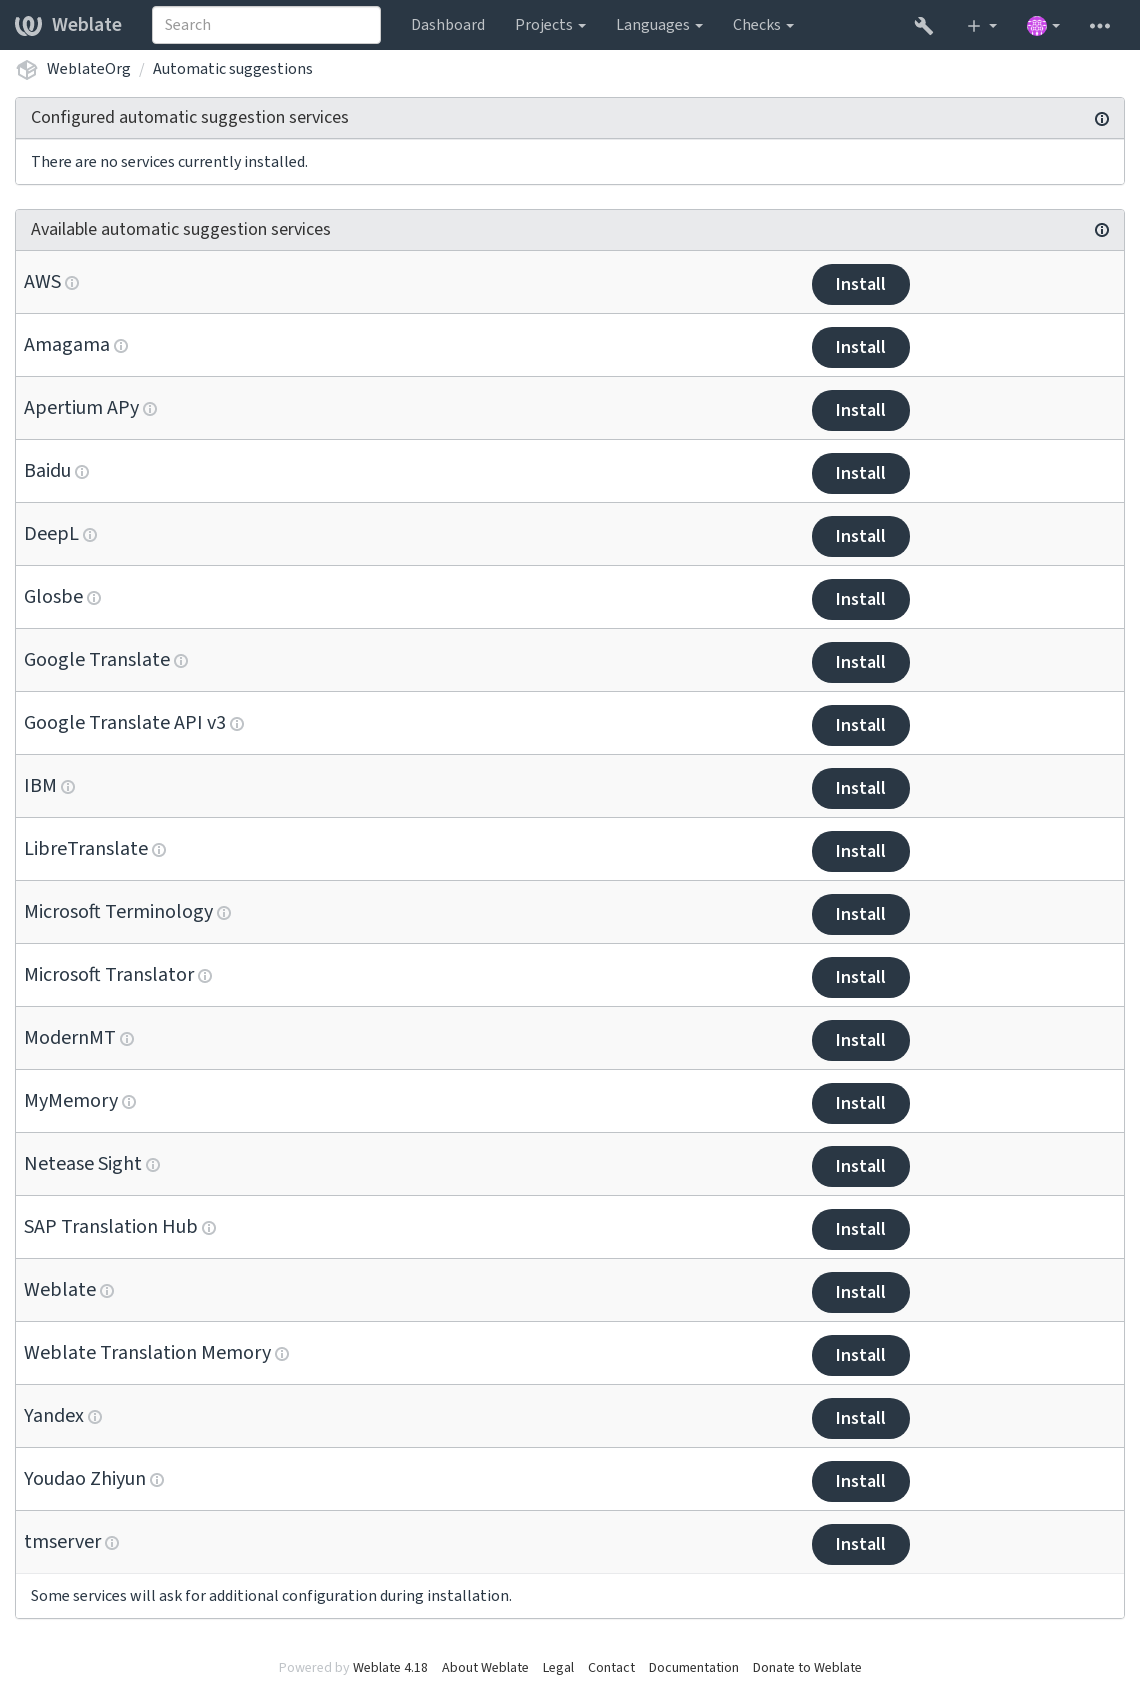 Weblate Search Dashboard Projects Languages Checks
WeblateOrg / Automatic suggestions
Configured automatic suggestion services
There are no services currently installed.
Available automatic suggestion services
AWS Install
Amagama Install
Apertium APy Install
Baidu Install
DeepL Install
Glosbe Install
Google Translate Install
Google Translate API v3 Install
IBM Install
LibreTranslate Install
Microsoft Terminology Install
Microsoft Translator Install
ModernMT Install
MyMemory Install
Netease Sight Install
SAP Translation Hub Install
Weblate Install
Weblate Translation Memory Install
Yandex Install
Youdao Zhiyun Install
tmserver Install
Some services will ask for additional configuration during installation.
Powered by Weblate 4.18 About Weblate Legal Contact Documentation Donate to Weblate